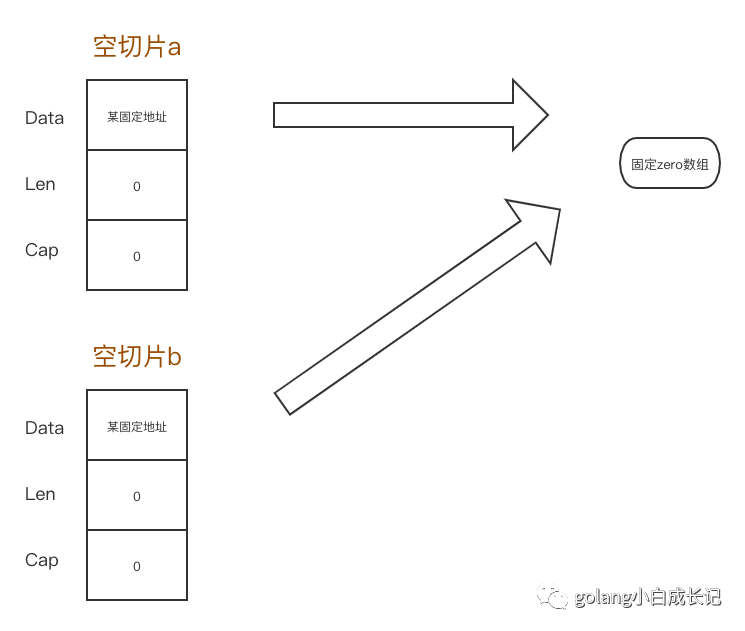 空切片a
Data
某固定地址
固定zero数组
Len
0
Cap
0
空切片b
Data
某固定地址
Len
0
Cap
0
golang小白成长记